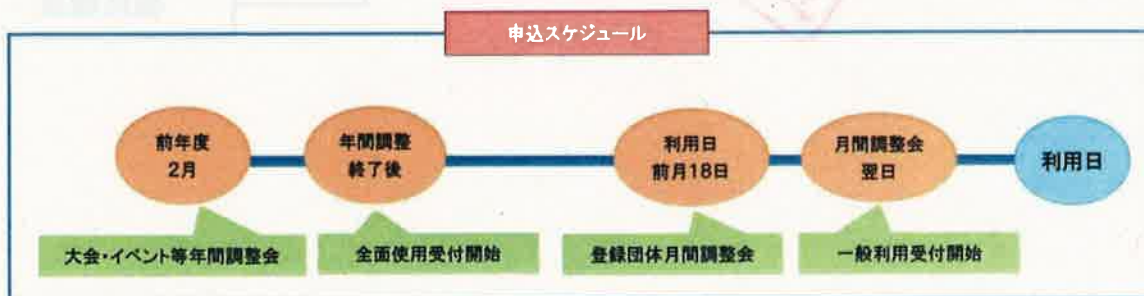 申込スケジュール
前年度
2月
年間調整
終了後
利用日
前月18日
月間調整会
翌日
利用日
大会・イベント等年間調整会
全面使用受付開始
登録団体月間調整会
一般利用受付開始